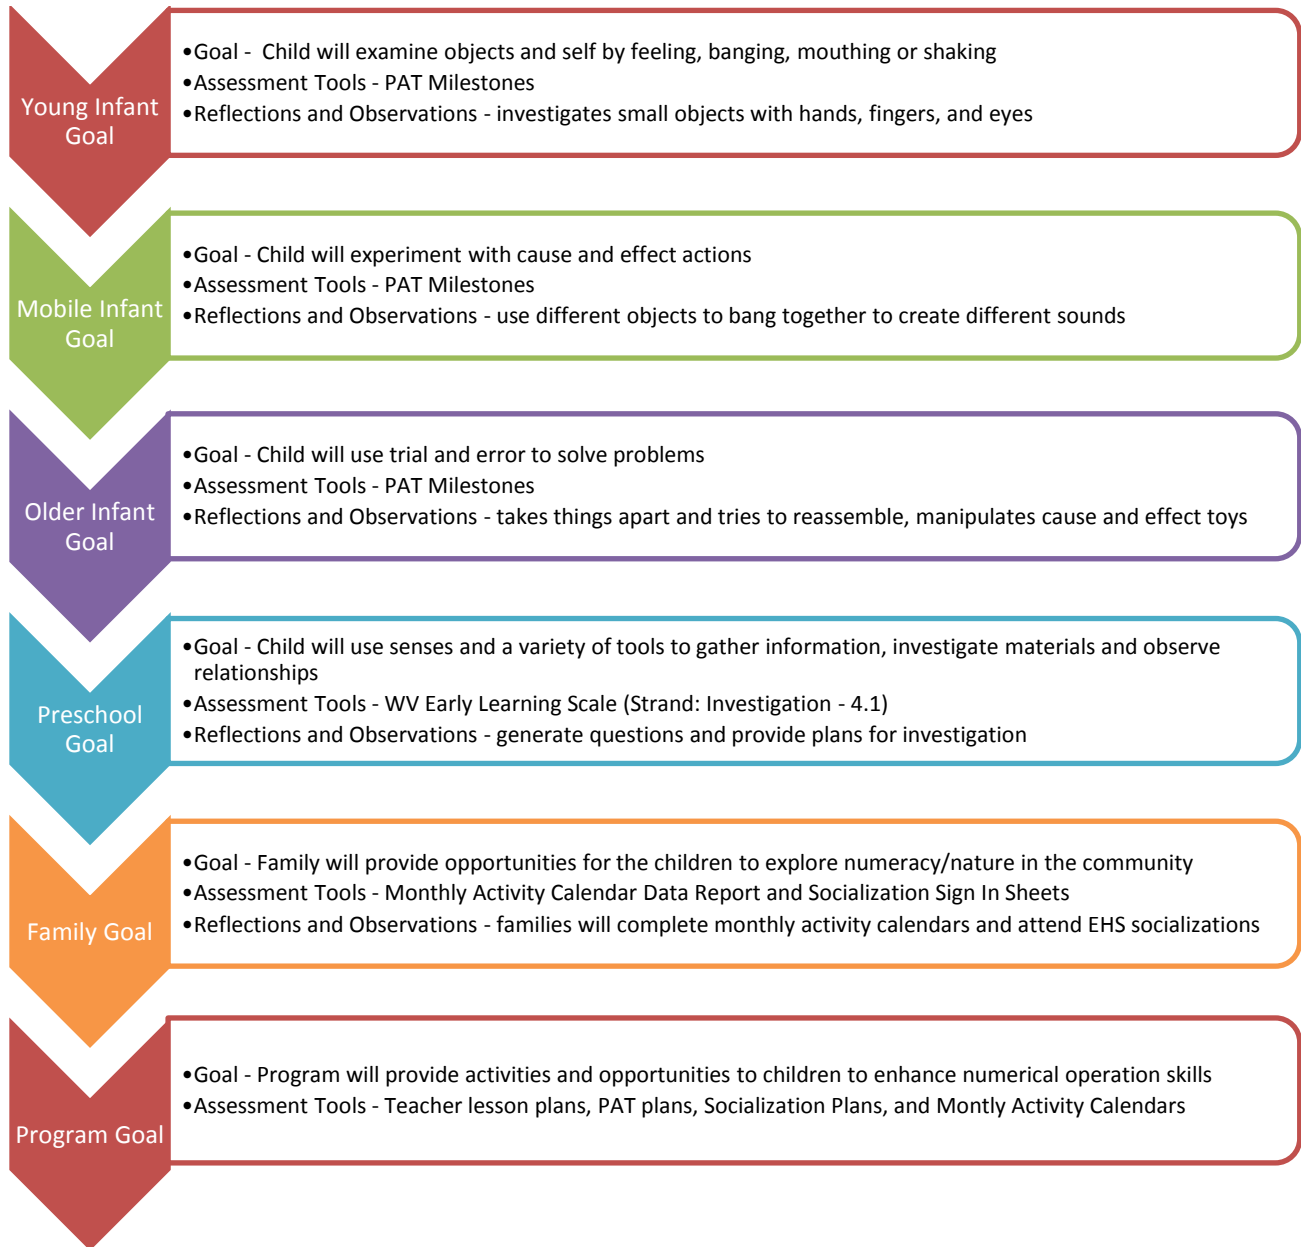 Young Infant
Goal
•Goal -  Child will examine objects and self by feeling, banging, mouthing or shaking
•Assessment Tools - PAT Milestones
•Reflections and Observations - investigates small objects with hands, fingers, and eyes
Mobile Infant
Goal
•Goal - Child will experiment with cause and effect actions
•Assessment Tools - PAT Milestones
•Reflections and Observations - use different objects to bang together to create different sounds
Older Infant
Goal
•Goal - Child will use trial and error to solve problems
•Assessment Tools - PAT Milestones
•Reflections and Observations - takes things apart and tries to reassemble, manipulates cause and effect toys
Preschool
Goal
•Goal - Child will use senses and a variety of tools to gather information, investigate materials and observe
relationships
•Assessment Tools - WV Early Learning Scale (Strand: Investigation - 4.1)
•Reflections and Observations - generate questions and provide plans for investigation
Family Goal
•Goal - Family will provide opportunities for the children to explore numeracy/nature in the community
•Assessment Tools - Monthly Activity Calendar Data Report and Socialization Sign In Sheets
•Reflections and Observations - families will complete monthly activity calendars and attend EHS socializations
Program Goal
•Goal - Program will provide activities and opportunities to children to enhance numerical operation skills
•Assessment Tools - Teacher lesson plans, PAT plans, Socialization Plans, and Montly Activity Calendars